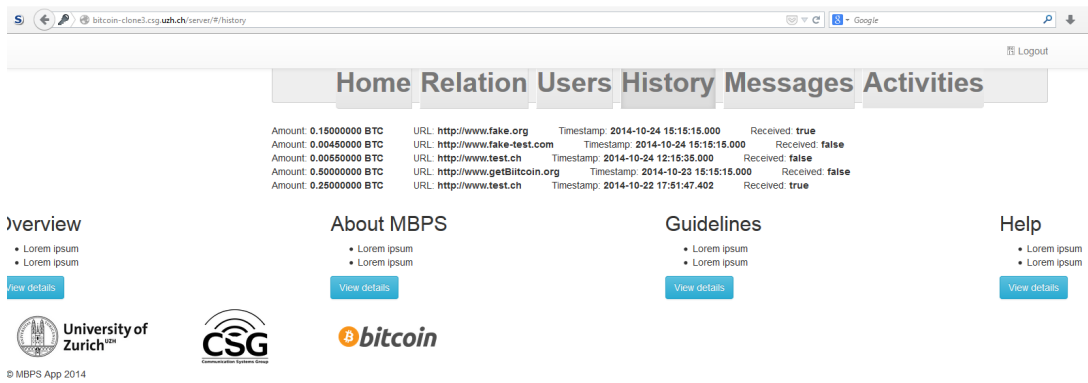 S bitcoin-clone3.csg.uzh.ch/server/#/history 8 Google
Logout
Home Relation Users History Messages Activities
Amount: 0.15000000 BTC URL: http://www.fake.org Timestamp: 2014-10-24 15:15:15.000 Received: true
Amount: 0.00450000 BTC URL: http://www.fake-test.com Timestamp: 2014-10-24 15:15:15.000 Received: false
Amount: 0.00550000 BTC URL: http://www.test.ch Timestamp: 2014-10-24 12:15:35.000 Received: false
Amount: 0.50000000 BTC URL: http://www.getBiitcoin.org Timestamp: 2014-10-23 15:15:15.000 Received: false
Amount: 0.25000000 BTC URL: http://www.test.ch Timestamp: 2014-10-22 17:51:47.402 Received: true
Overview About MBPS Guidelines Help
• Lorem ipsum • Lorem ipsum • Lorem ipsum • Lorem ipsum
• Lorem ipsum • Lorem ipsum • Lorem ipsum • Lorem ipsum
View details View details View details View details
University of
Zurich UZH
CSG
Communication Systems Group
bitcoin
© MBPS App 2014